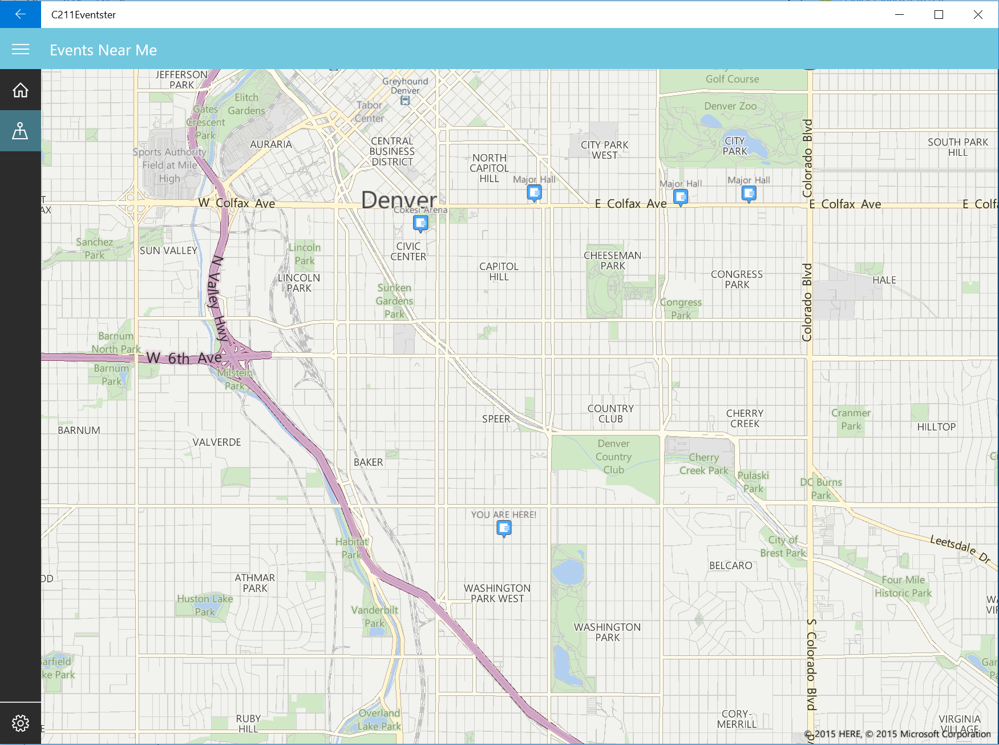 C211Eventster
Events Near Me
JEFFERSON
PARK
Greyhound
Denver
Golf Course
Elitch
Gardens
Tabor
Center
Denver Zoo
Gates
Crescent
Park
AURARIA
CENTRAL
BUSINESS
DISTRICT
CITY PARK
WEST
CITY
PARK
Colorado Blvd
SOUTH PARK
HILL
Sports Authority
Field at Mile
High
NORTH
CAPITOL
HILL
Major Hall
Major Hall
Major Hall
W Colfax Ave
Denver
E Colfax Ave
E Colfax Ave
E Colfa
AX
Cokesi Arena
Sanchez
Park
SUN VALLEY
Lincoln
Park
CIVIC
CENTER
CAPITOL
HILL
CHEESEMAN
PARK
CONGRESS
PARK
HALE
Colorado Blvd
N Valley Hwy
LINCOLN
PARK
Sunken
Gardens
Park
Congress
Park
Barnum
North Park
W 6th Ave
Barnum
Park
Milstein
Park
BARNUM
VALVERDE
BAKER
SPEER
COUNTRY
CLUB
CHERRY
CREEK
Cranmer
Park
HILLTOP
Denver
Country
Club
Cherry
Creek Park
Pulaski
Park
DC Burns
Park
YOU ARE HERE!
Habitat
Park
City of
Brest Park
Leetsdale Dr
BELCARO
OD
ATHMAR
PARK
WASHINGTON
PARK WEST
Four Mile
Historic Park
Huston Lake
Park
Vanderbilt
Park
WASHINGTON
PARK
S Colorado Blvd
arfield
ke Park
RUBY
HILL
Overland
Lake Park
CORY-
MERRILL
VIRGINIA
VILLAGE
© 2015 HERE, © 2015 Microsoft Corporation